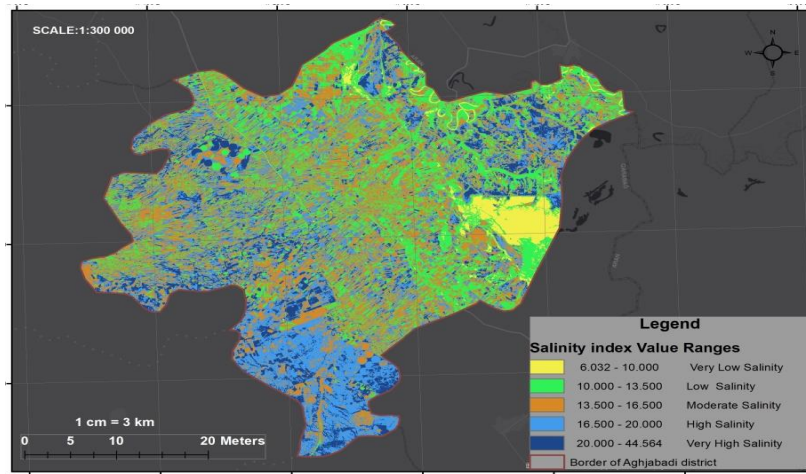 SCALE:1:300 000
N
W E
S
Legend
Salinity index Value Ranges
6.032 - 10.000 Very Low Salinity
10.000 - 13.500 Low Salinity
13.500 - 16.500 Moderate Salinity
16.500 - 20.000 High Salinity
20.000 - 44.564 Very High Salinity
Border of Aghjabadi district
1 cm = 3 km
0 5 10 20 Meters